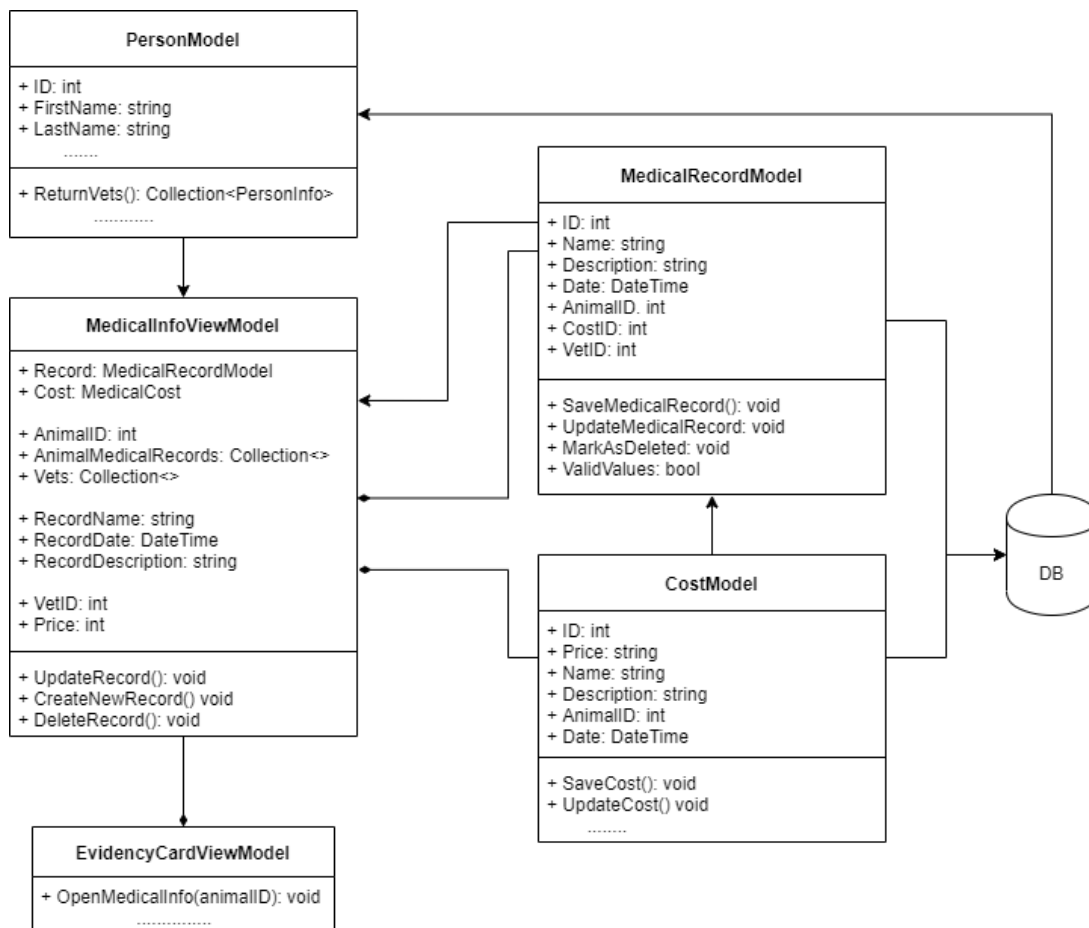 PersonModel
+ ID: int
+ FirstName: string
+ LastName: string
.......
+ ReturnVets(): Collection<PersonInfo>
............
MedicalInfoViewModel
+ Record: MedicalRecordModel
+ Cost: MedicalCost
+ AnimalID: int
+ AnimalMedicalRecords: Collection<>
+ Vets: Collection<>
+ RecordName: string
+ RecordDate: DateTime
+ RecordDescription: string
+ VetID: int
+ Price: int
+ UpdateRecord(): void
+ CreateNewRecord() void
+ DeleteRecord(): void
EvidencyCardViewModel
+ OpenMedicalInfo(animalID): void
...............
MedicalRecordModel
+ ID: int
+ Name: string
+ Description: string
+ Date: DateTime
+ AnimalID. int
+ CostID: int
+ VetID: int
+ SaveMedicalRecord(): void
+ UpdateMedicalRecord: void
+ MarkAsDeleted: void
+ ValidValues: bool
CostModel
+ ID: int
+ Price: string
+ Name: string
+ Description: string
+ AnimalID: int
+ Date: DateTime
+ SaveCost(): void
+ UpdateCost() void
........
DB